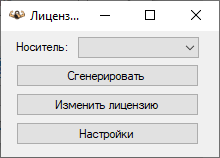 Лиценз...
Носитель:
Сгенерировать
Изменить лицензию
Настройки